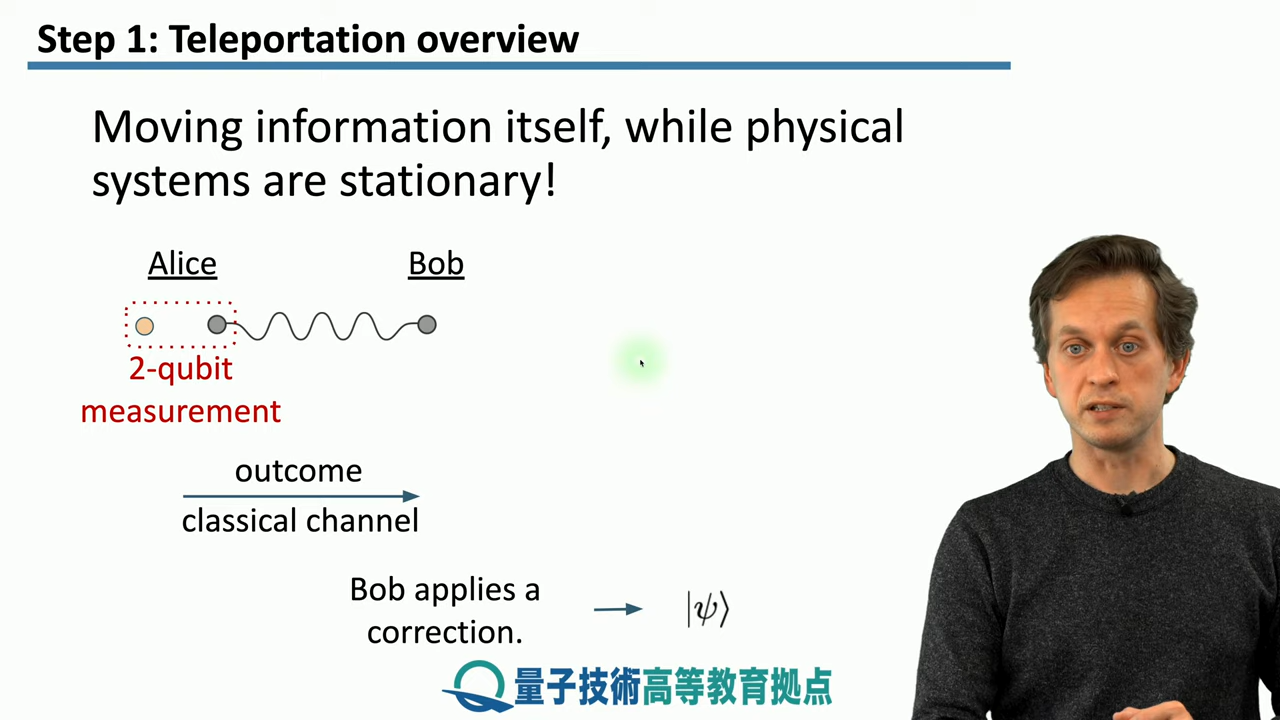 Step 1: Teleportation overview
Moving information itself, while physical
systems are stationary!
Alice
Bob
2-qubit
measurement
outcome
classical channel
Bob applies a
correction.
|ψ⟩
量子技術高等教育拠点